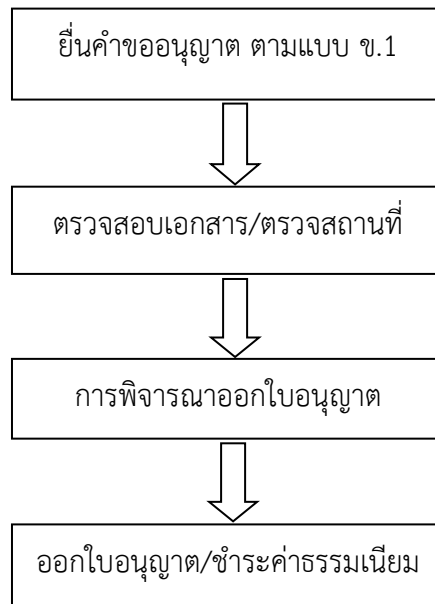 ยื่นคำขออนุญาต ตามแบบ ข.1
ตรวจสอบเอกสาร/ตรวจสถานที่
การพิจารณาออกใบอนุญาต
ออกใบอนุญาต/ชำระค่าธรรมเนียม